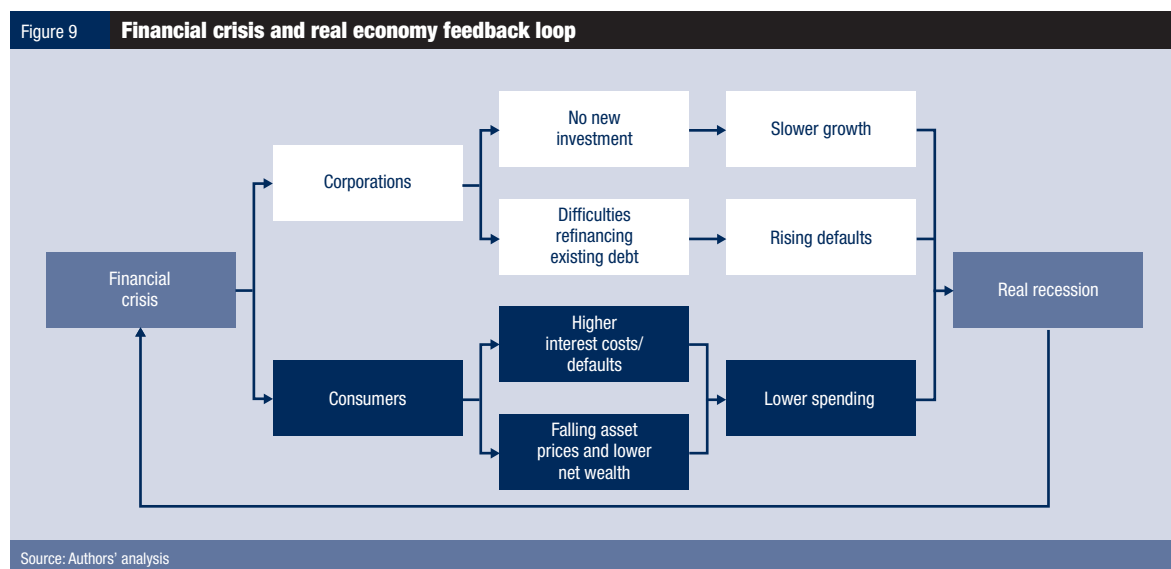 Figure 9
Financial crisis and real economy feedback loop
No new
investment
Slower growth
Corporations
Difficulties
refinancing
existing debt
Rising defaults
Financial
crisis
Real recession
Higher
interest costs/
defaults
Consumers
Lower spending
Falling asset
prices and lower
net wealth
Source: Authors' analysis